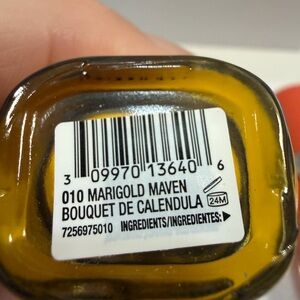 3 09970 13640 6
010 MARIGOLD MAVEN
BOUQUET DE CALENDULA 24M
7256975010 INGREDIENTS/INGREDIENTES: